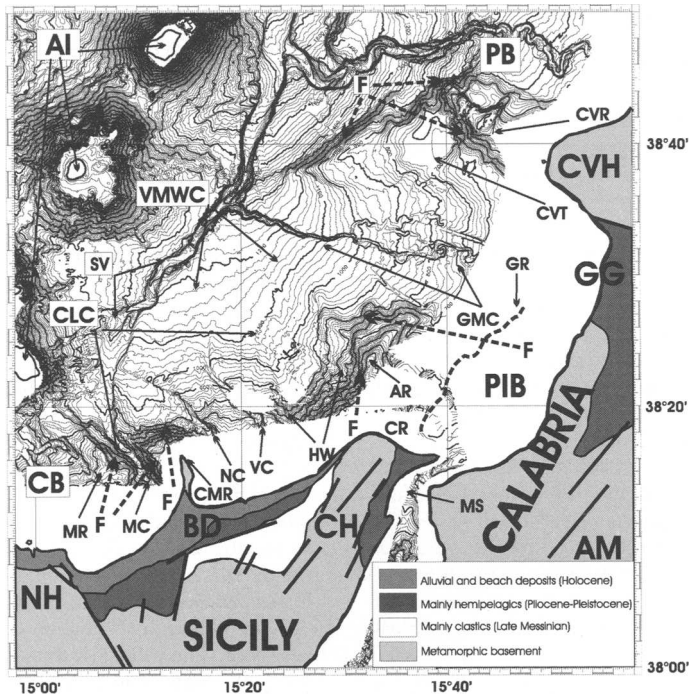 AI
PB
F
CVR
38°40'
CVH
VMWC
CVT
SV
GR
GG
CLC
GMC
F
PIB
AR
38°20'
F
CR
HW
CB
NC
VC
CMR
F
MR
F
MC
BD
CH
MS
CALABRIA
AM
NH
SICILY
Alluvial and beach deposits (Holocene)
Mainly hemipelagics (Pliocene-Pleistocene)
Mainly clastics (Late Messinian)
Metamorphic basement
38°00'
15°00'
15°20'
15°40'